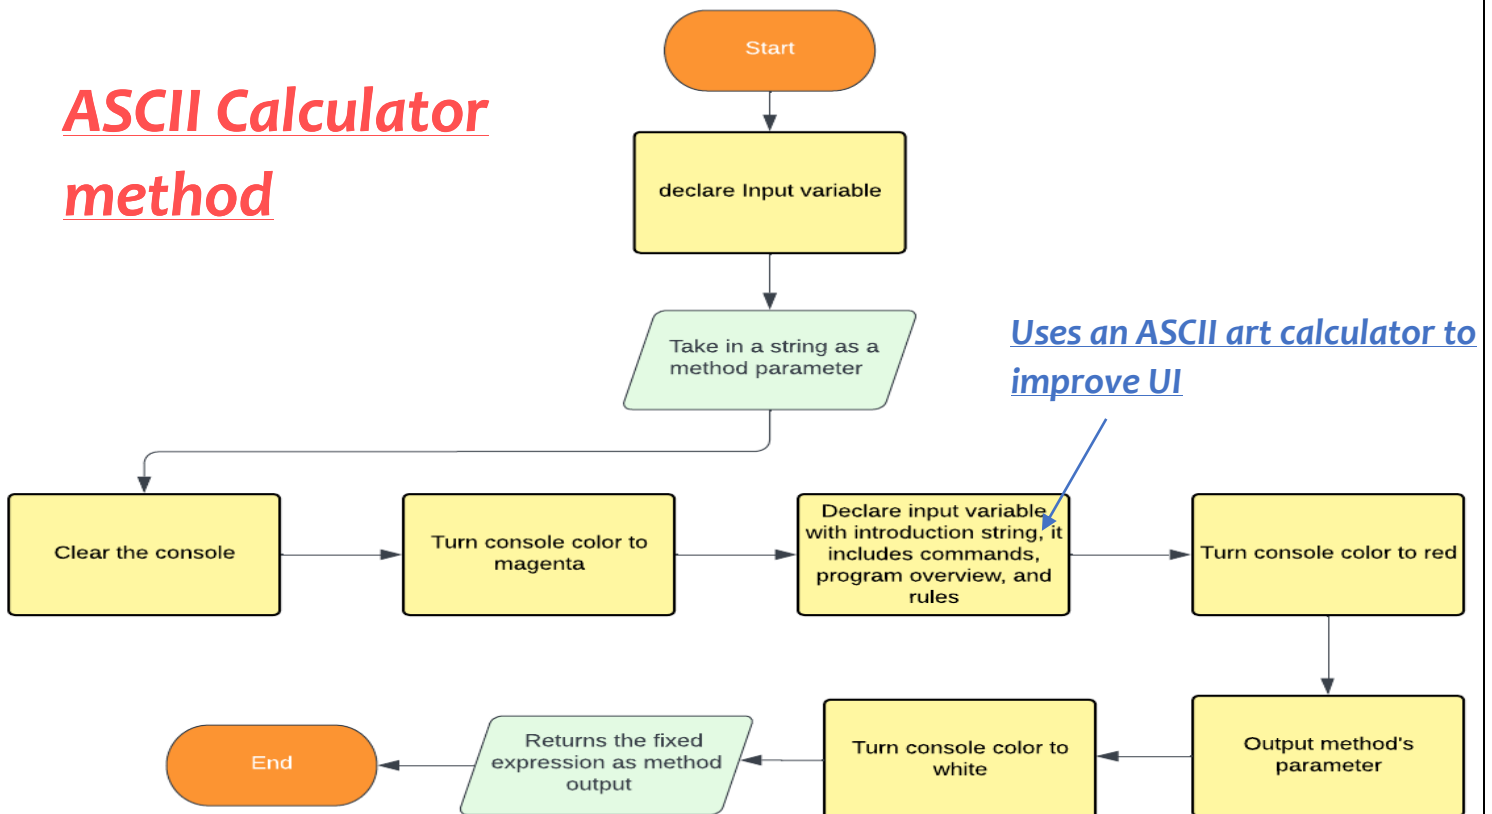 Start
ASCII Calculator
method
declare Input variable
Take in a string as a
method parameter
Uses an ASCII art calculator to
improve UI
Clear the console
Turn console color to
magenta
Declare input variable
with introduction string, it
includes commands,
program overview, and
rules
Turn console color to red
Output method's
parameter
Turn console color to
white
Returns the fixed
expression as method
output
End